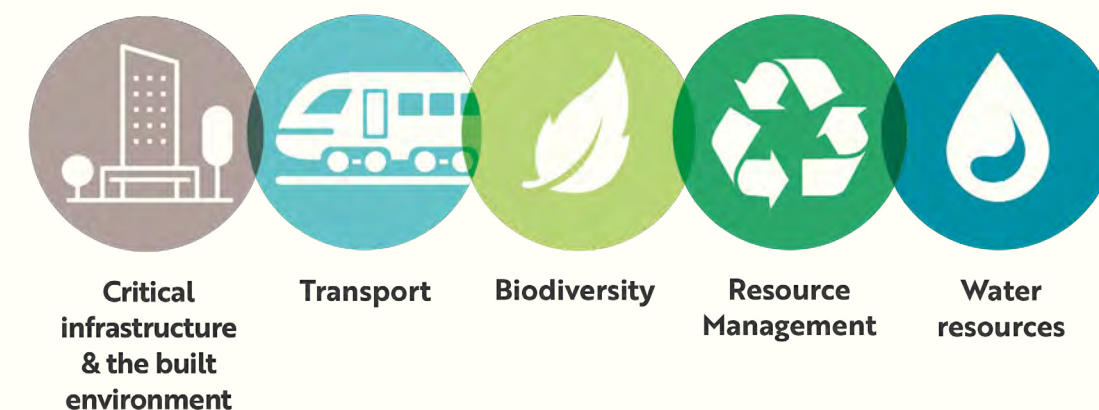 Critical
infrastructure
& the built
environment
Transport
Biodiversity
Resource
Management
Water
resources